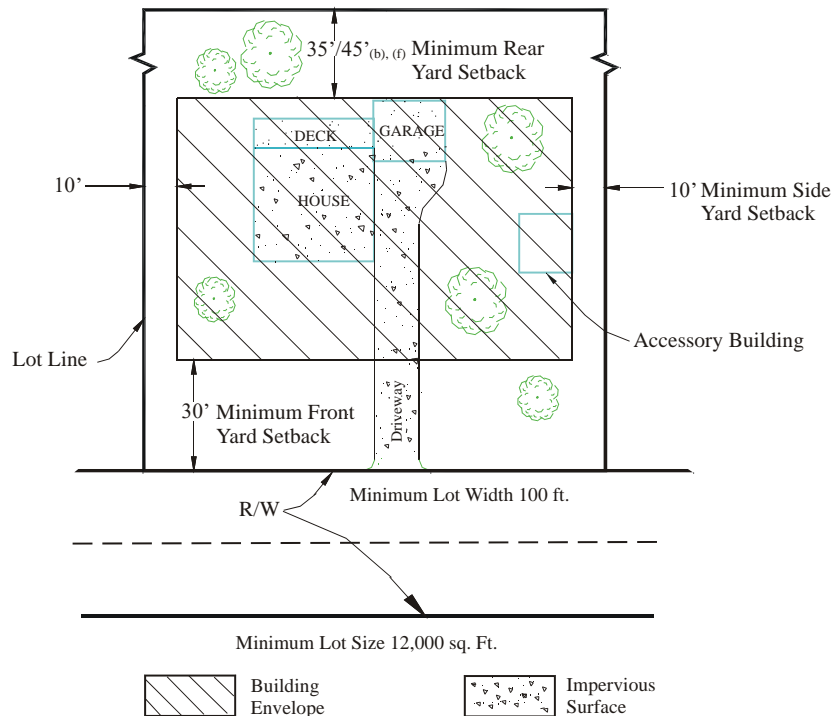 35’/45’(b), (f) Minimum Rear
Yard Setback
DECK
GARAGE
10’
HOUSE
10’ Minimum Side
Yard Setback
Accessory Building
Lot Line
30’ Minimum Front
Yard Setback
Driveway
Minimum Lot Width 100 ft.
R/W
Minimum Lot Size 12,000 sq. Ft.
Building
Envelope
Impervious
Surface